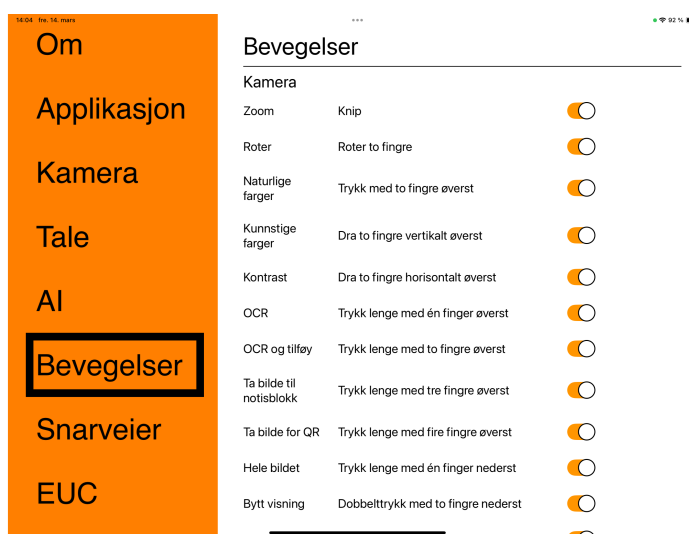 14:04 fre. 14. mars
92 %
Om
Applikasjon
Kamera
Tale
AI
Bevegelser
Snarveier
EUC
Bevegelser
Kamera
Zoom Knip
Roter Roter to fingre
Naturlige
farger
Trykk med to fingre øverst
Kunnstige
farger
Dra to fingre vertikalt øverst
Kontrast Dra to fingre horisontalt øverst
OCR Trykk lenge med én finger øverst
OCR og tilføy Trykk lenge med to fingre øverst
Ta bilde til
notisblokk
Trykk lenge med tre fingre øverst
Ta bilde for QR Trykk lenge med fire fingre øverst
Hele bildet Trykk lenge med én finger nederst
Bytt visning Dobbelttrykk med to fingre nederst